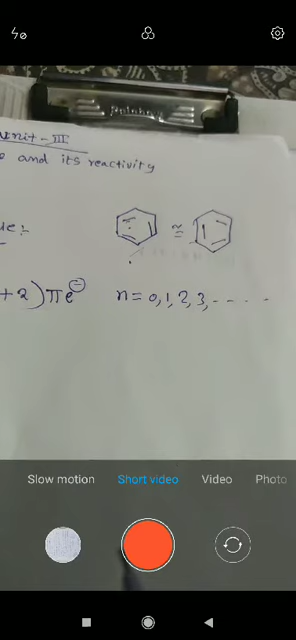 unit-III
and its reactivity
+2)πe⊖ n=0,1,2,3,-----
Slow motion
Short video
Video
Photo